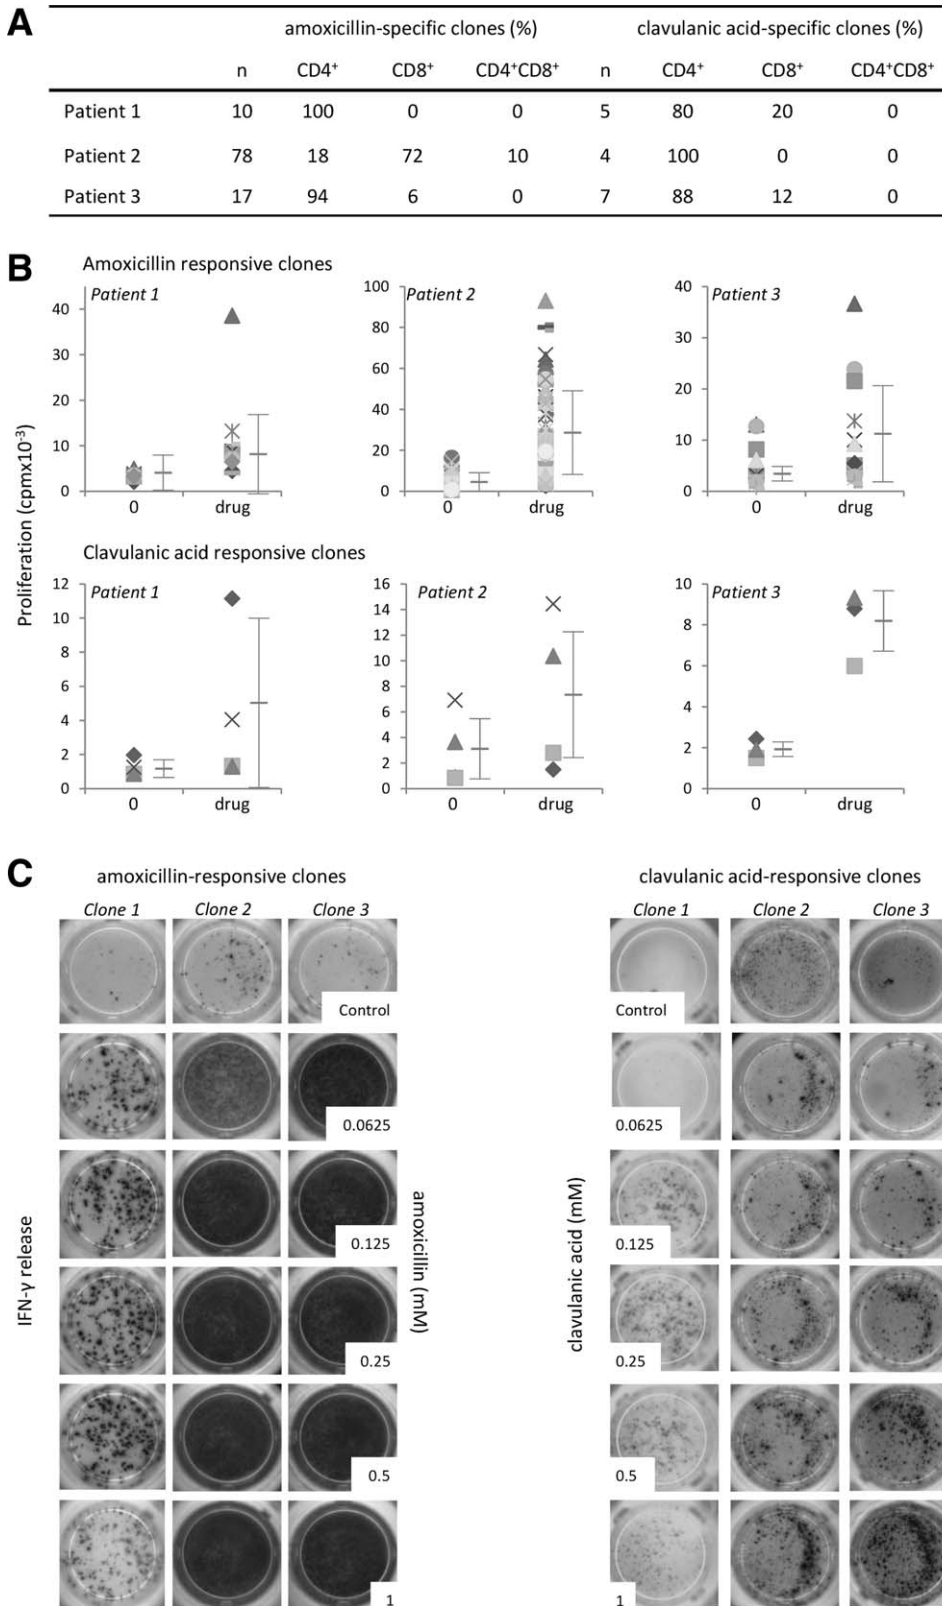 A
amoxicillin-specific clones (%) clavulanic acid-specific clones (%)
n CD4+ CD8+ CD4+CD8+ n CD4+ CD8+ CD4+CD8+
Patient 1 10 100 0 0 5 80 20 0
Patient 2 78 18 72 10 4 100 0 0
Patient 3 17 94 6 0 7 88 12 0
B
Amoxicillin responsive clones
Proliferation (cpmx10-3)
Patient 1
40
30
20
10
0
0 drug
Patient 2
100
80
60
40
20
0
0 drug
Patient 3
40
30
20
10
0
0 drug
Clavulanic acid responsive clones
Patient 1
12
10
8
6
4
2
0
0 drug
Patient 2
16
14
12
10
8
6
4
2
0
0 drug
Patient 3
10
8
6
4
2
0
0 drug
C
amoxicillin-responsive clones
Clone 1 Clone 2 Clone 3
IFN-γ release
Control
0.0625
0.125
0.25
0.5
1
amoxicillin (mM)
clavulanic acid-responsive clones
Clone 1 Clone 2 Clone 3
clavulanic acid (mM)
Control
0.0625
0.125
0.25
0.5
1